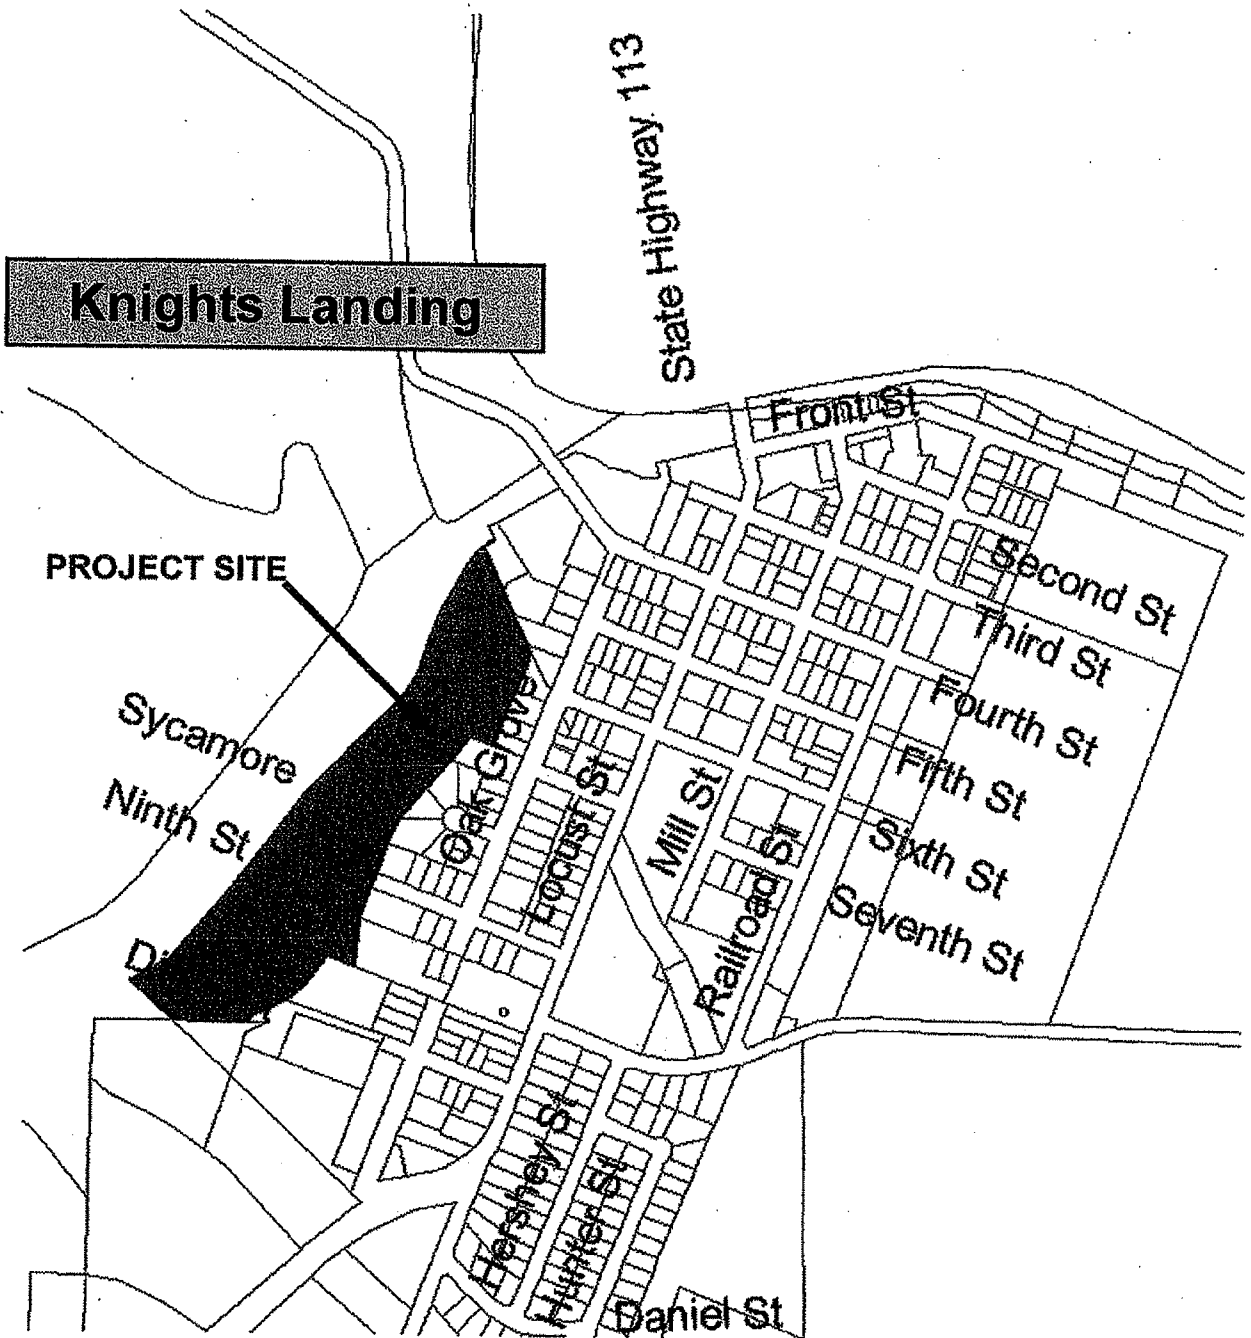 State Highway 113
Knights Landing
Front St
PROJECT SITE
Second St
Third St
Fourth St
Fifth St
Sixth St
Seventh St
Sycamore
Ninth St
Oak Grove
Locust St
Mill St
Railroad St
Hershey St
Hunter St
Daniel St